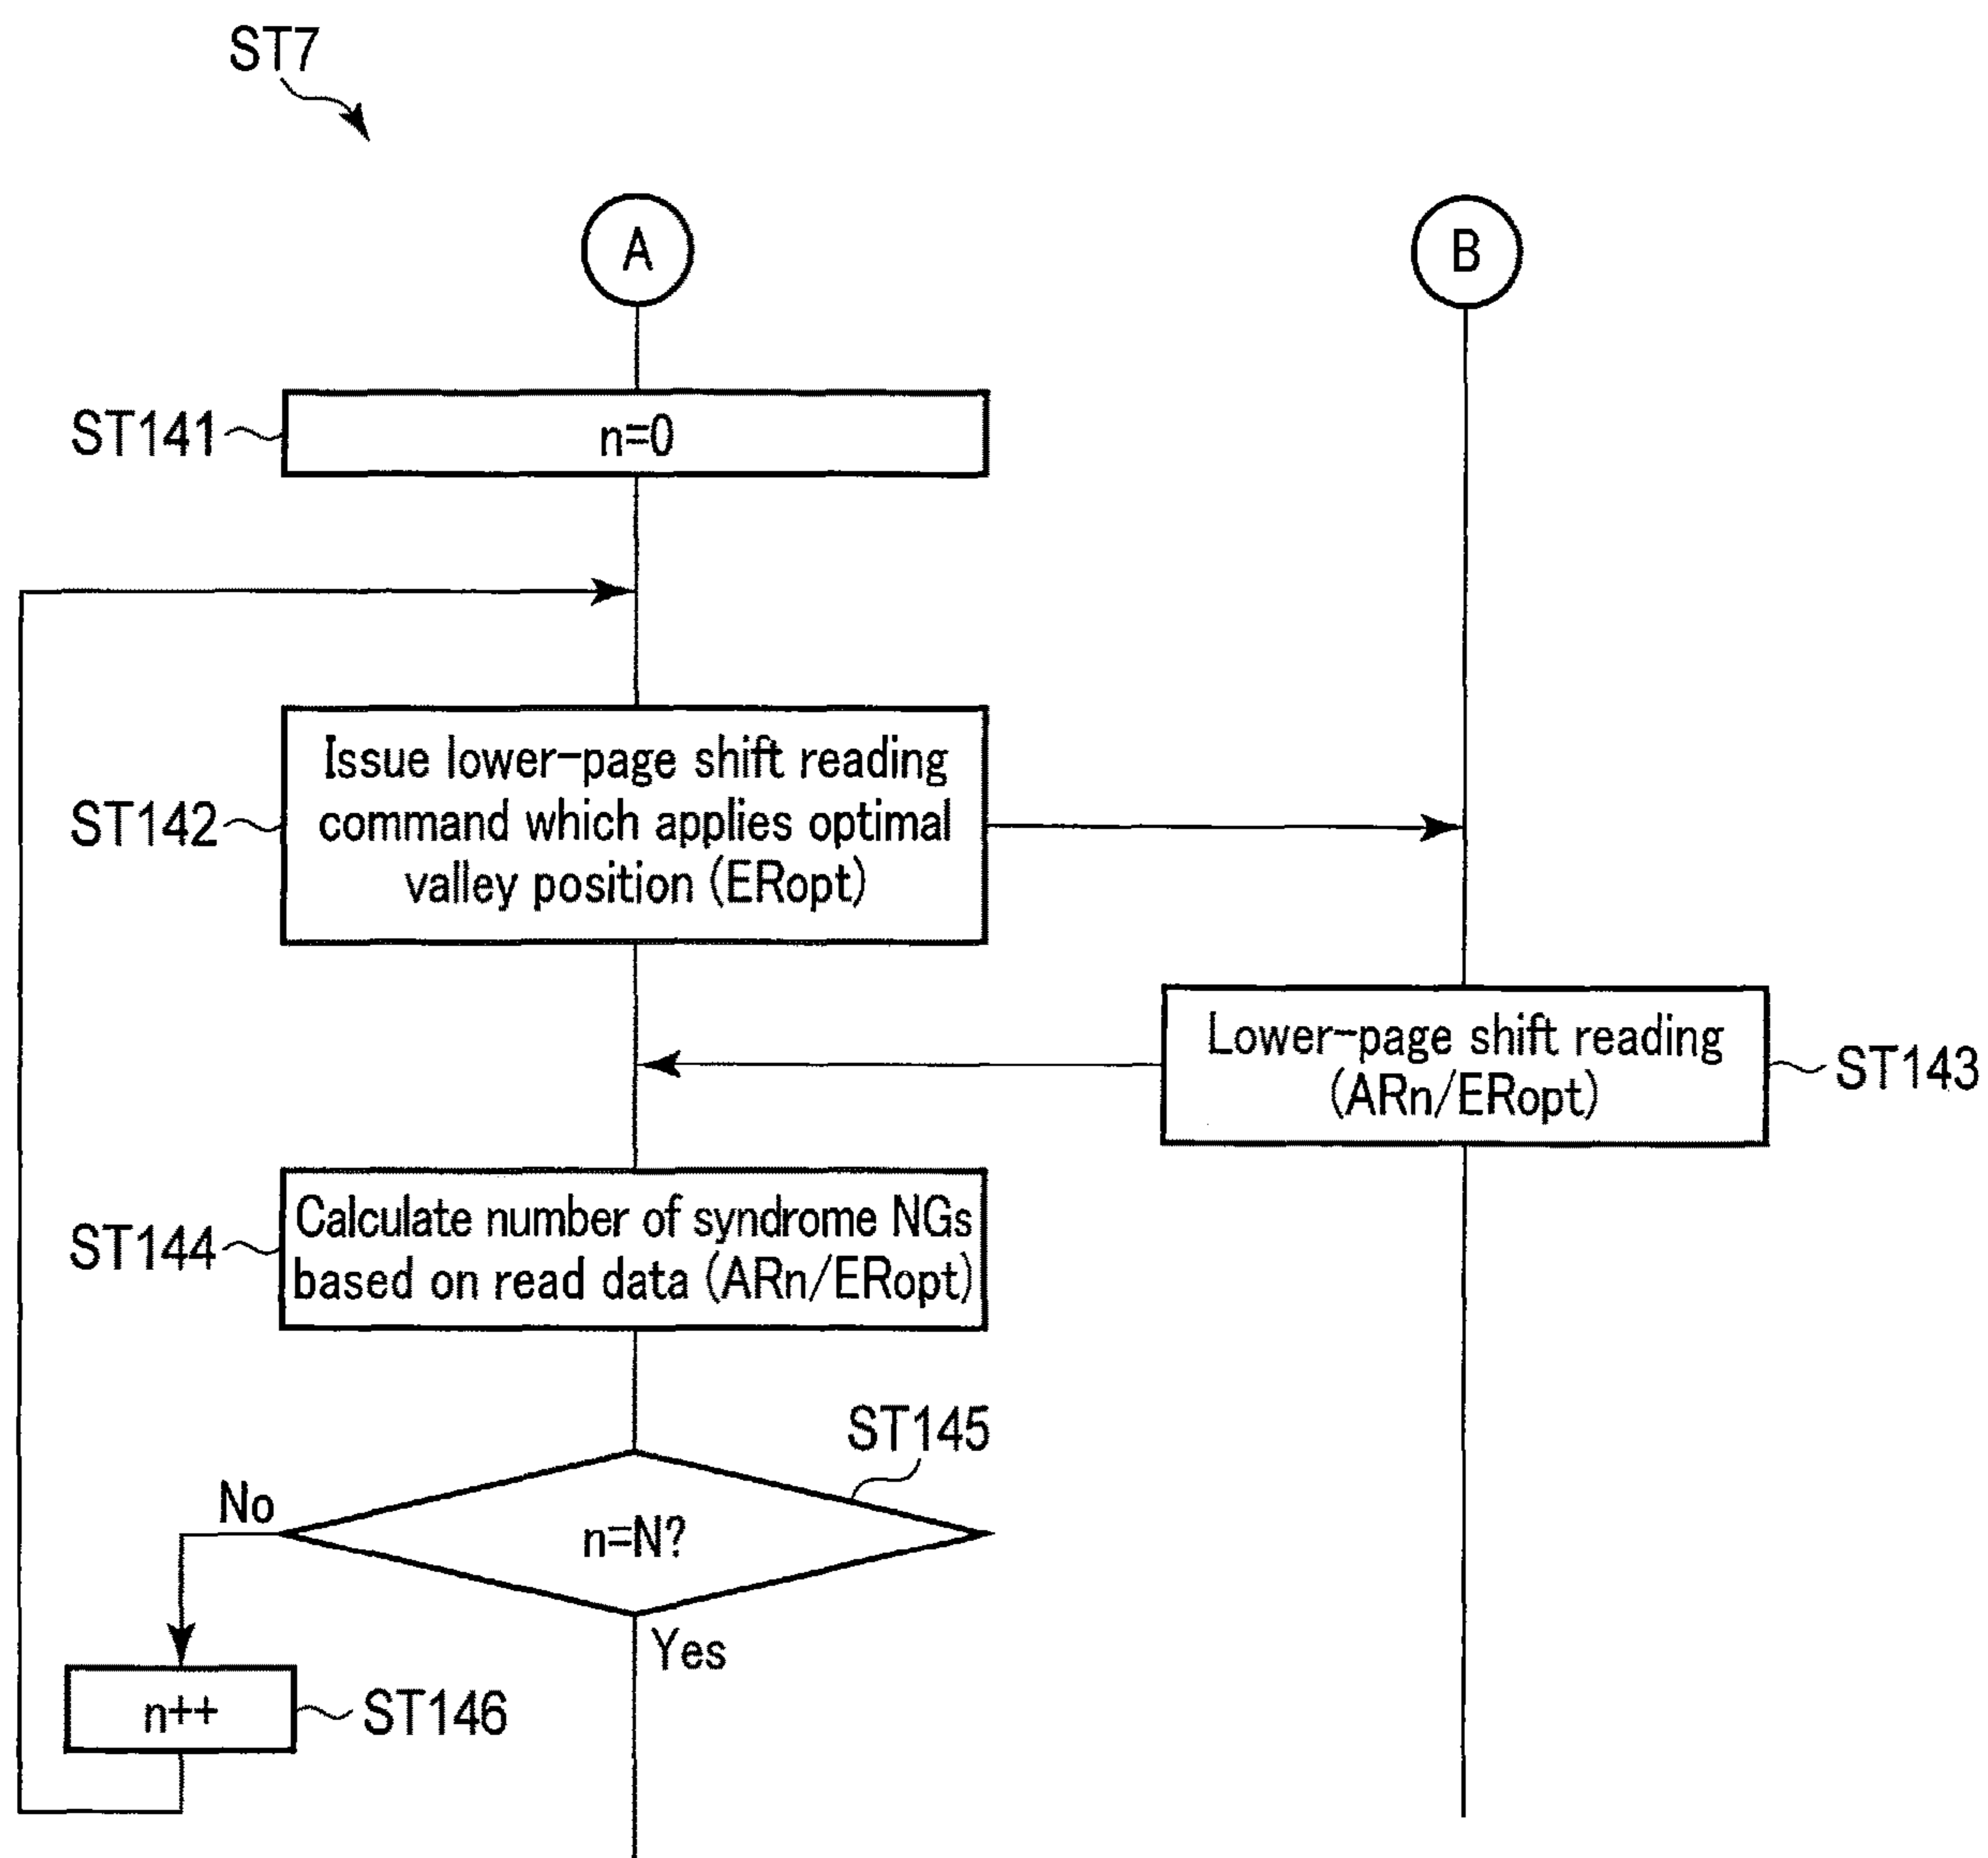 ST7
A
B
ST141
n=0
ST142
Issue lower-page shift reading
command which applies optimal
valley position (ERopt)
Lower-page shift reading
(ARn/ERopt)
ST143
ST144
Calculate number of syndrome NGs
based on read data (ARn/ERopt)
ST145
No
n=N?
Yes
n++
ST146